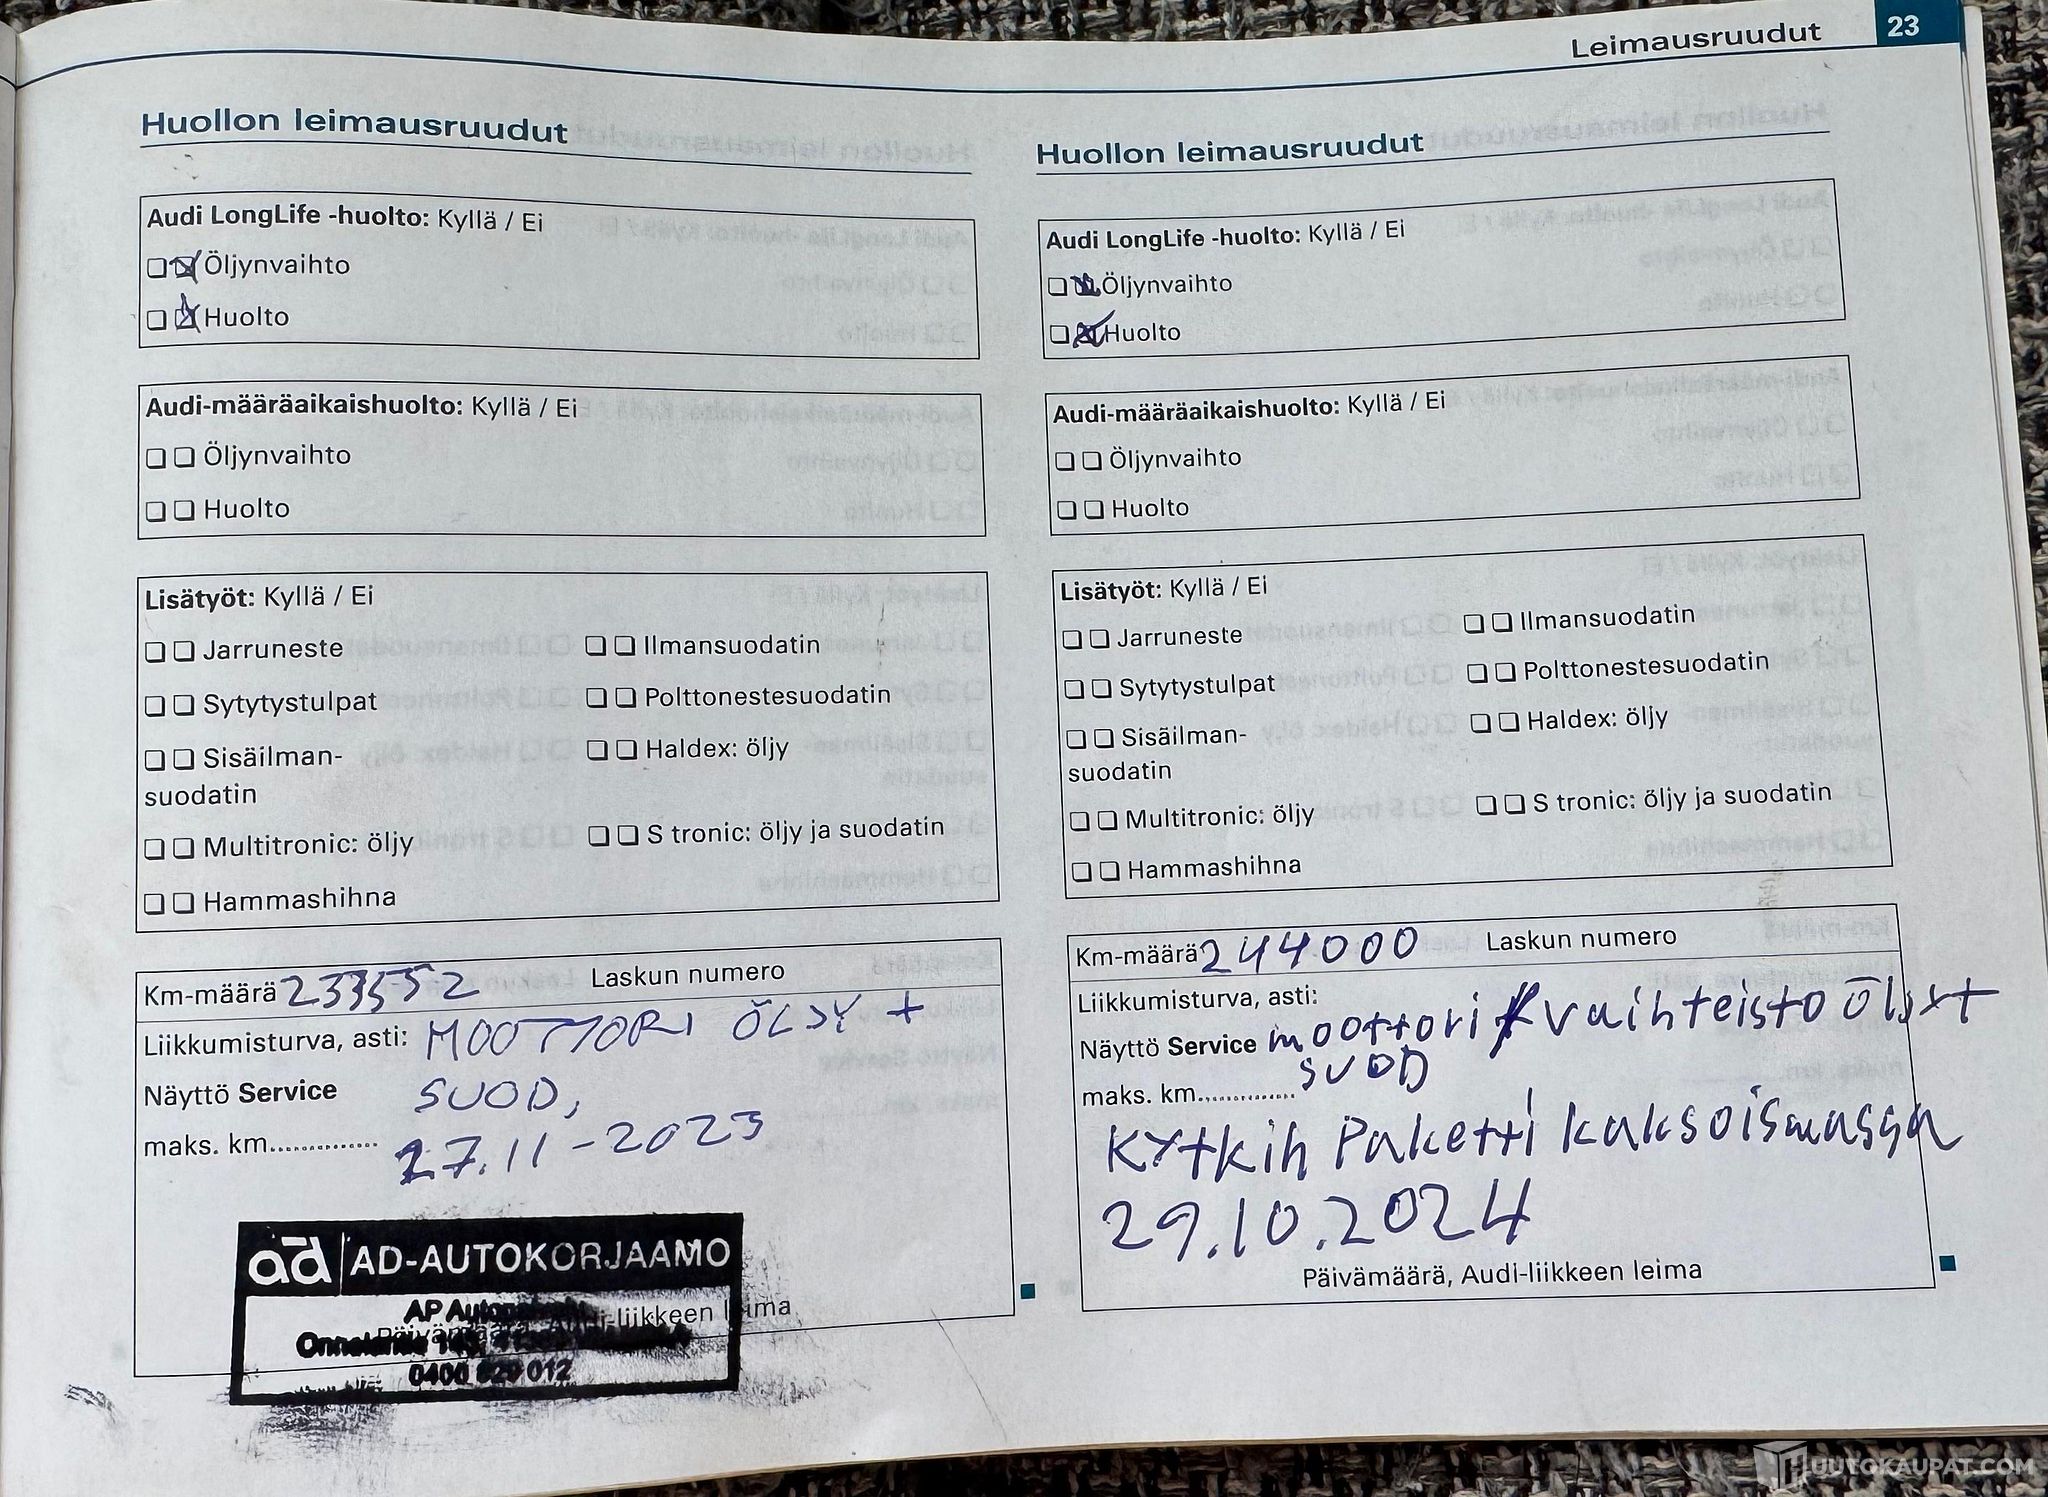 Leimausruudut 23
Huollon leimausruudut
Audi LongLife -huolto: Kyllä / Ei
Öljynvaihto
Huolto
Audi-määräaikaishuolto: Kyllä / Ei
Öljynvaihto
Huolto
Lisätyöt: Kyllä / Ei
Jarruneste
Ilmansuodatin
Sytytystulpat
Polttonestesuodatin
Sisäilman-
suodatin
Haldex: öljy
Multitronic: öljy
S tronic: öljy ja suodatin
Hammashihna
Km-määrä Laskun numero
Liikkumisturva, asti: MOOTTORI ÖLJY +
Näyttö Service SUOD,
maks. km............... 27.11-2023
ad AD-AUTOKORJAAMO
AP
-liikkeen leima
0400 012
Huollon leimausruudut
Audi LongLife -huolto: Kyllä / Ei
Öljynvaihto
Huolto
Audi-määräaikaishuolto: Kyllä / Ei
Öljynvaihto
Huolto
Lisätyöt: Kyllä / Ei
Jarruneste
Ilmansuodatin
Sytytystulpat
Polttonestesuodatin
Sisäilman-
suodatin
Haldex: öljy
Multitronic: öljy
S tronic: öljy ja suodatin
Hammashihna
Km-määrä 244000 Laskun numero
Liikkumisturva, asti:
Näyttö Service moottori vaihteisto öljyt
maks. km............... SUOD
Kytkin Paketti kaksoismassa
29.10.2024
Päivämäärä, Audi-liikkeen leima
HUUTOKAUPAT.COM